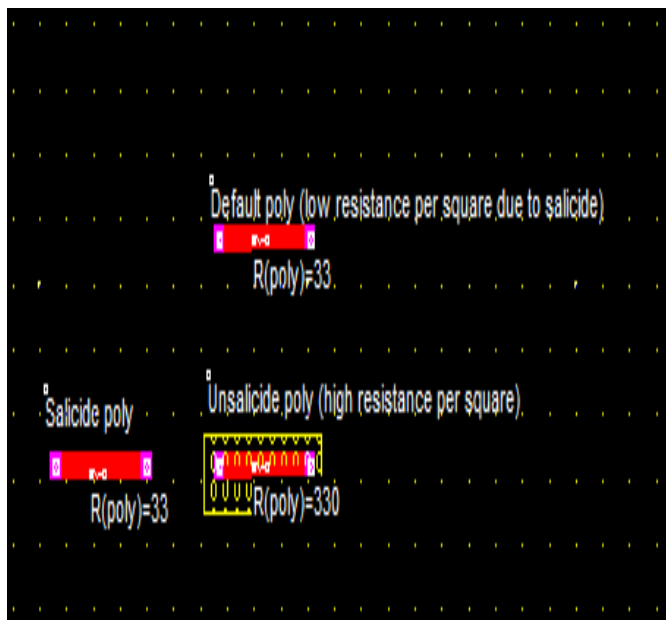 Default poly (low resistance per square due to salicide)
R(poly)=33
Salicide poly
Unsalicide poly (high resistance per square)
R(poly)=33
R(poly)=330